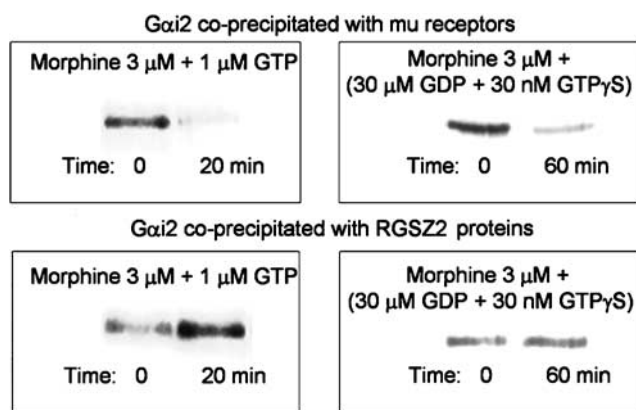 Gαi2 co-precipitated with mu receptors
Morphine 3 μM + 1 μM GTP
Time: 0 20 min
Morphine 3 μM +
(30 μM GDP + 30 nM GTPγS)
Time: 0 60 min
Gαi2 co-precipitated with RGSZ2 proteins
Morphine 3 μM + 1 μM GTP
Time: 0 20 min
Morphine 3 μM +
(30 μM GDP + 30 nM GTPγS)
Time: 0 60 min